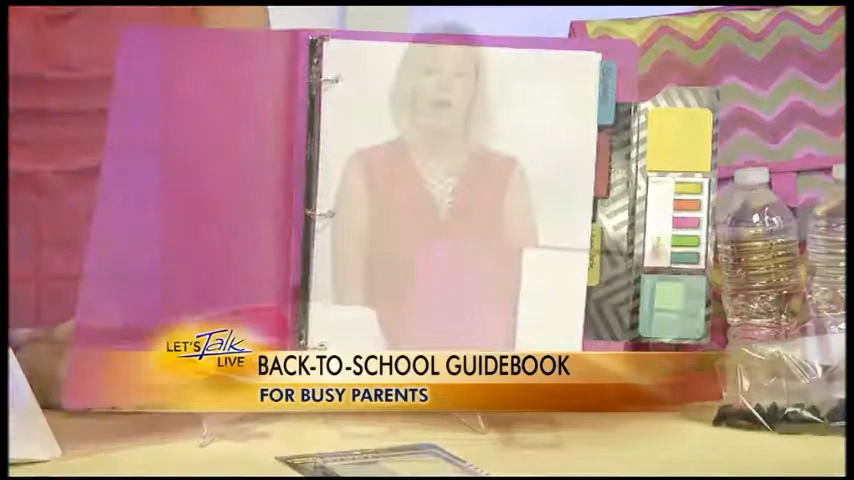 LET'S Talk LIVE
BACK-TO-SCHOOL GUIDEBOOK
FOR BUSY PARENTS